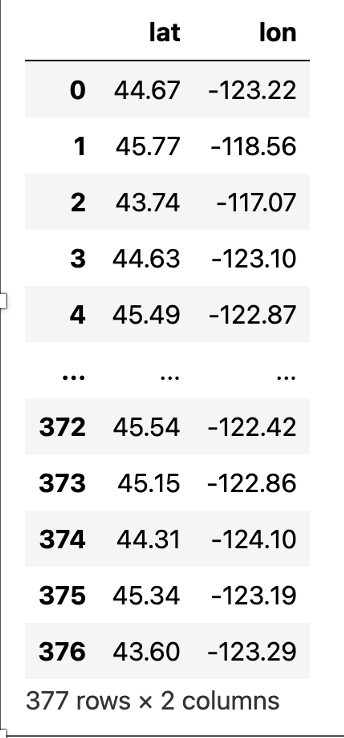 lat lon
0 44.67 -123.22
1 45.77 -118.56
2 43.74 -117.07
3 44.63 -123.10
4 45.49 -122.87
... ... ...
372 45.54 -122.42
373 45.15 -122.86
374 44.31 -124.10
375 45.34 -123.19
376 43.60 -123.29
377 rows × 2 columns